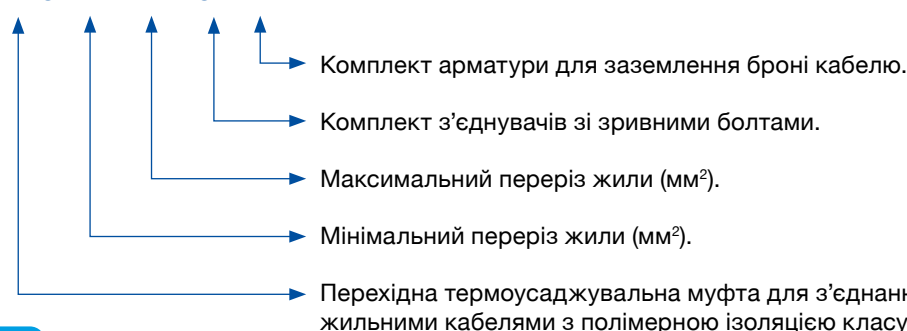 Комплект арматури для заземлення броні кабелю.
Комплект з’єднувачів зі зривними болтами.
Максимальний переріз жили (мм²).
Мінімальний переріз жили (мм²).
Перехідна термоусаджувальна муфта для з’єднанн
жильними кабелями з полімерною ізоляцією класу